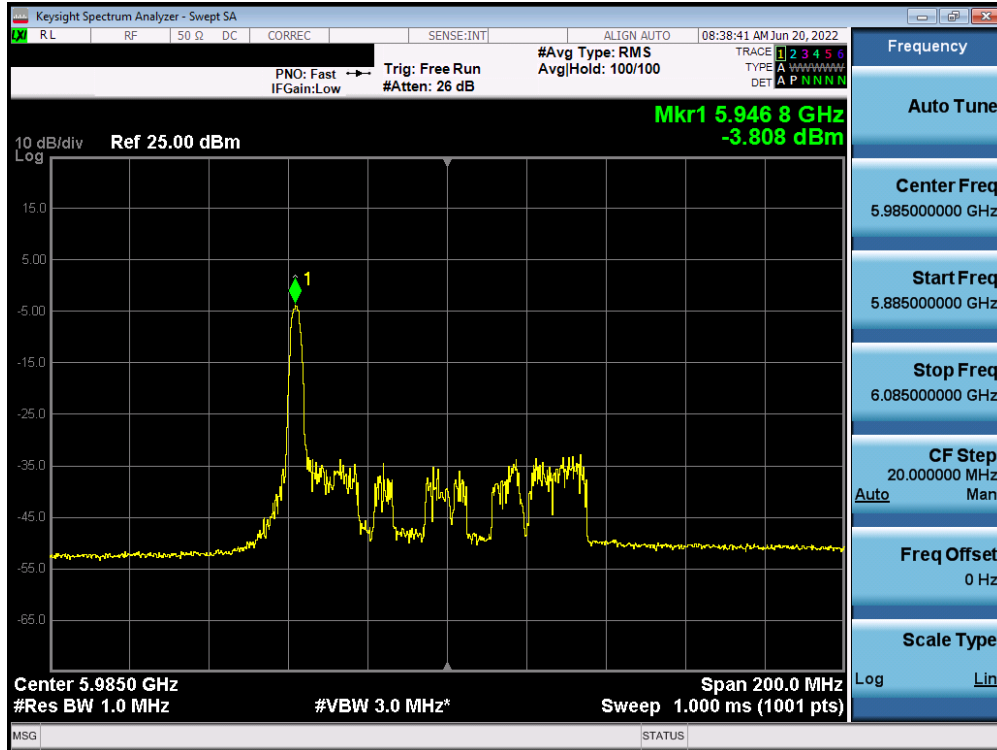 Keysight Spectrum Analyzer - Swept SA
LXI RL RF 50 Ω DC CORREC SENSE:INT ALIGN AUTO 08:38:41 AM Jun 20, 2022
PNO: Fast
IFGain:Low
Trig: Free Run
#Atten: 26 dB
#Avg Type: RMS
Avg|Hold: 100/100
TRACE 1 2 3 4 5 6
TYPE A W W W W W
DET A P N N N N
Mkr1 5.946 8 GHz
-3.808 dBm
10 dB/div Ref 25.00 dBm
Log
15.0
5.00
-5.00
-15.0
-25.0
-35.0
-45.0
-55.0
-65.0
1
Center 5.9850 GHz Span 200.0 MHz
#Res BW 1.0 MHz #VBW 3.0 MHz* Sweep 1.000 ms (1001 pts)
MSG STATUS
Frequency
Auto Tune
Center Freq
5.985000000 GHz
Start Freq
5.885000000 GHz
Stop Freq
6.085000000 GHz
CF Step
20.000000 MHz
Auto Man
Freq Offset
0 Hz
Scale Type
Log Lin